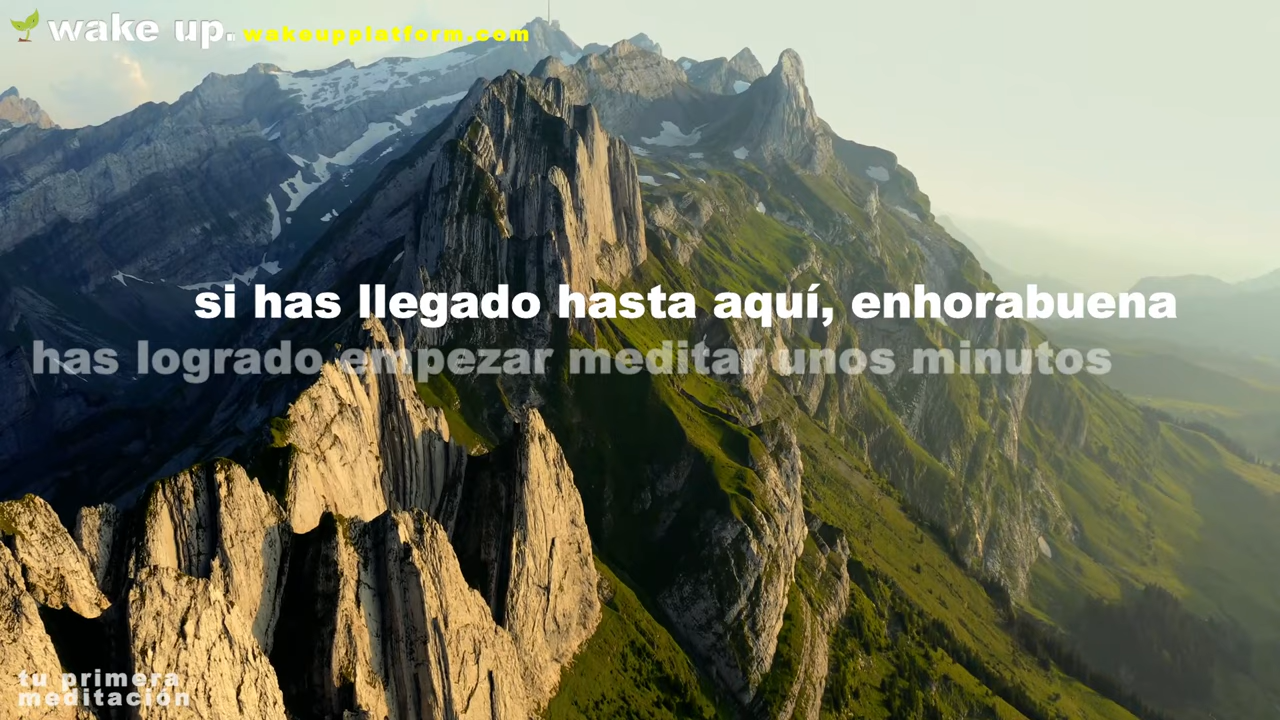 wake up. wakeupplatform.com
si has llegado hasta aquí, enhorabuena
has logrado empezar meditar unos minutos
tu primera
meditación